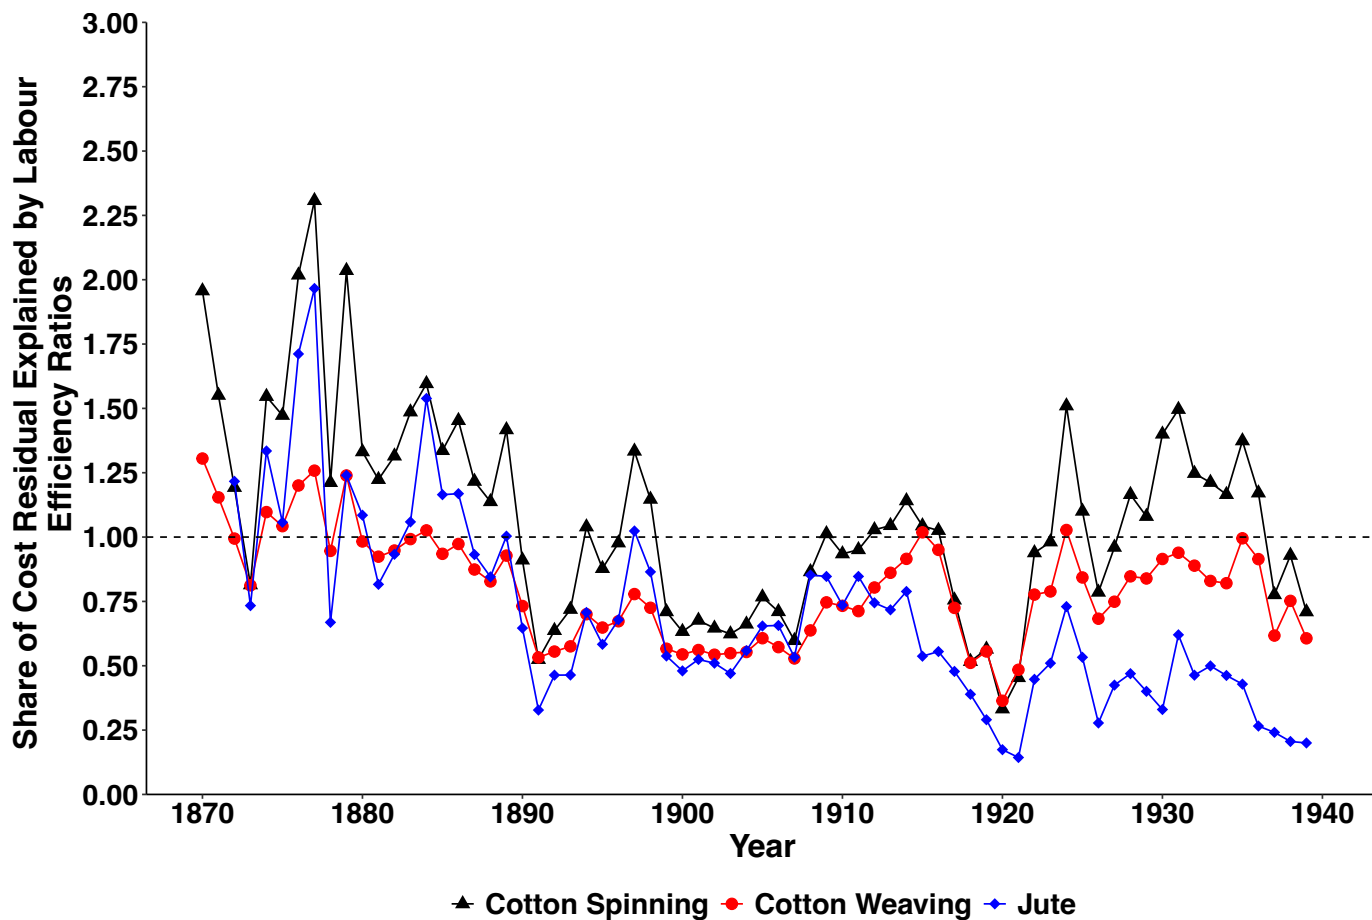 Share of Cost Residual Explained by Labour
Efficiency Ratios
3.00
2.75
2.50
2.25
2.00
1.75
1.50
1.25
1.00
0.75
0.50
0.25
0.00
1870 1880 1890 1900 1910 1920 1930 1940
Year
Cotton Spinning Cotton Weaving Jute